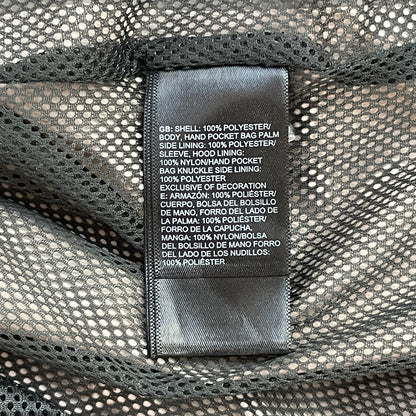 GB: SHELL: 100% POLYESTER/
BODY, HAND POCKET BAG PALM
SIDE LINING: 100% POLYESTER/
SLEEVE, HOOD LINING:
100% NYLON/HAND POCKET
BAG KNUCKLE SIDE LINING:
100% POLYESTER
EXCLUSIVE OF DECORATION
E: ARMAZÓN: 100% POLIÉSTER/
CUERPO, BOLSA DEL BOLSILLO
DE MANO, FORRO DEL LADO DE
LA PALMA: 100% POLIÉSTER/
FORRO DE LA CAPUCHA,
MANGA: 100% NYLON/BOLSA
DEL BOLSILLO DE MANO FORRO
DEL LADO DE LOS NUDILLOS:
100% POLIÉSTER